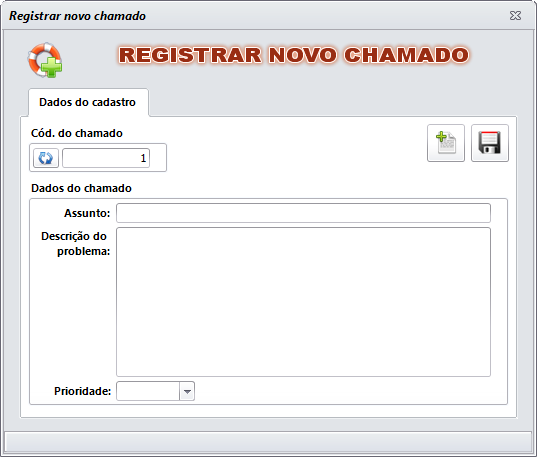 Registrar novo chamado
REGISTRAR NOVO CHAMADO
Dados do cadastro
Cód. do chamado
1
Dados do chamado
Assunto:
Descrição do
problema:
Prioridade: